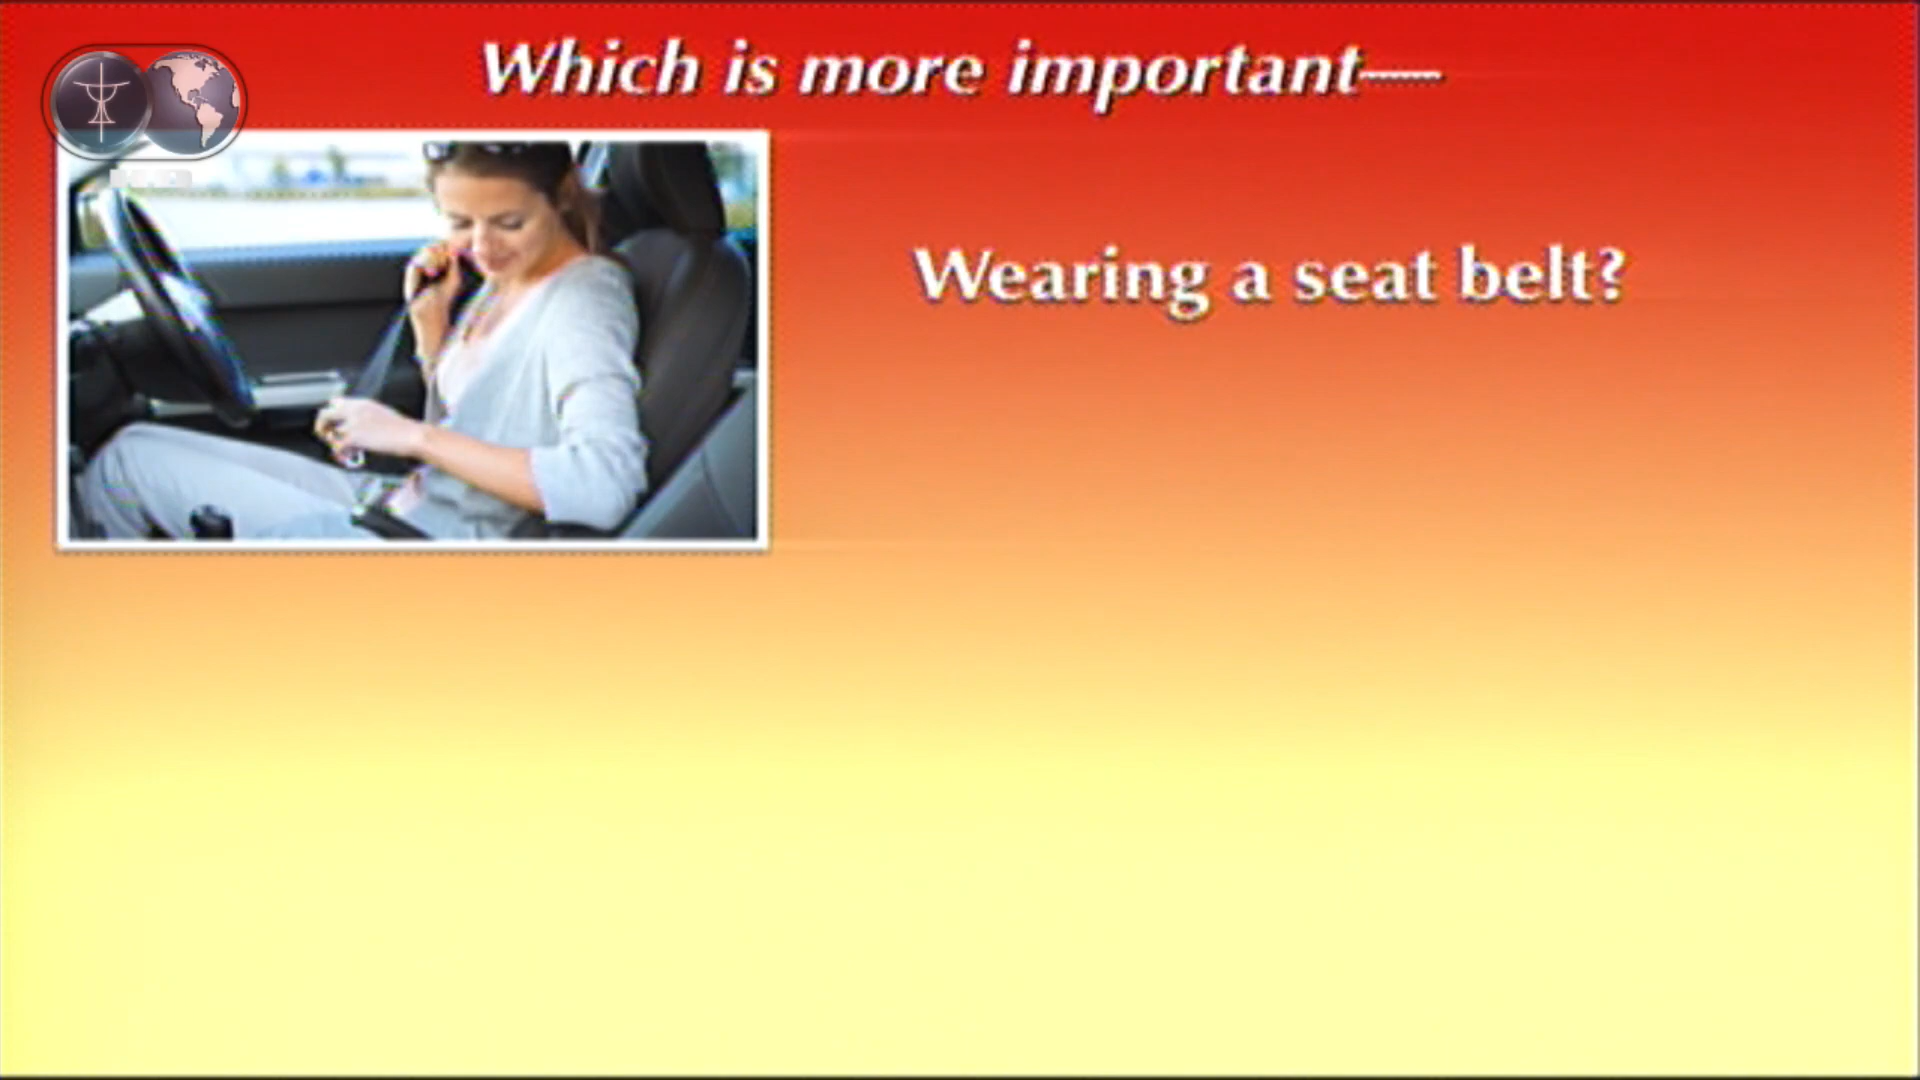 Which is more important—
Wearing a seat belt?